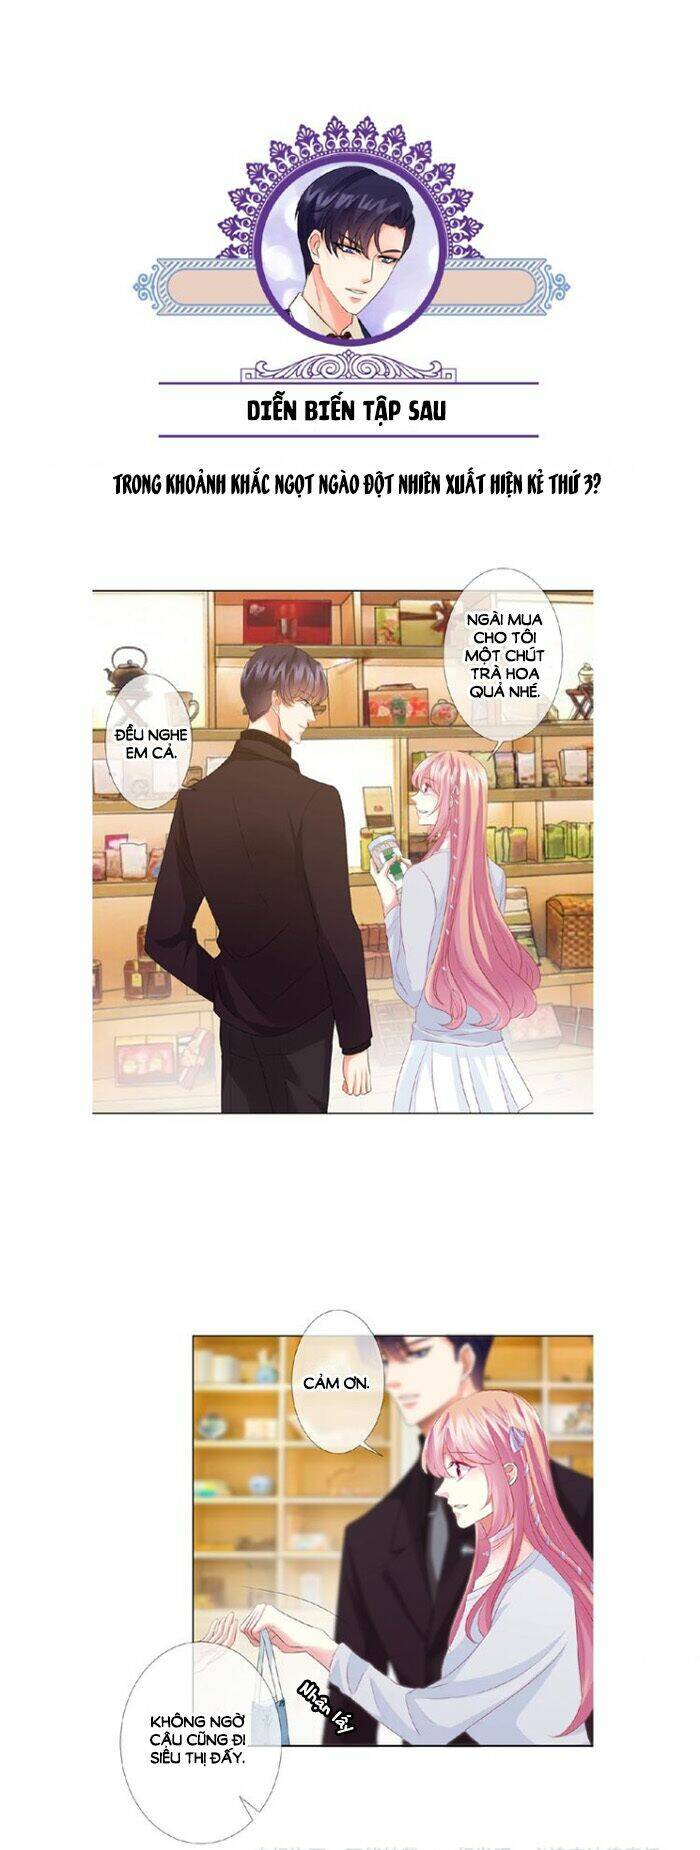 DIỄN BIẾN TẬP SAU
TRONG KHOẢNH KHẮC NGỌT NGÀO ĐỘT NHIÊN XUẤT HIỆN KẺ THỨ 3?
NGÀI MUA
CHO TÔI
MỘT CHÚT
TRÀ HOA
QUẢ NHÉ.
ĐỀU NGHE
EM CẢ.
CẢM ƠN.
Nhận lấy
KHÔNG NGỜ
CẬU CŨNG ĐI
SIÊU THỊ ĐẤY.